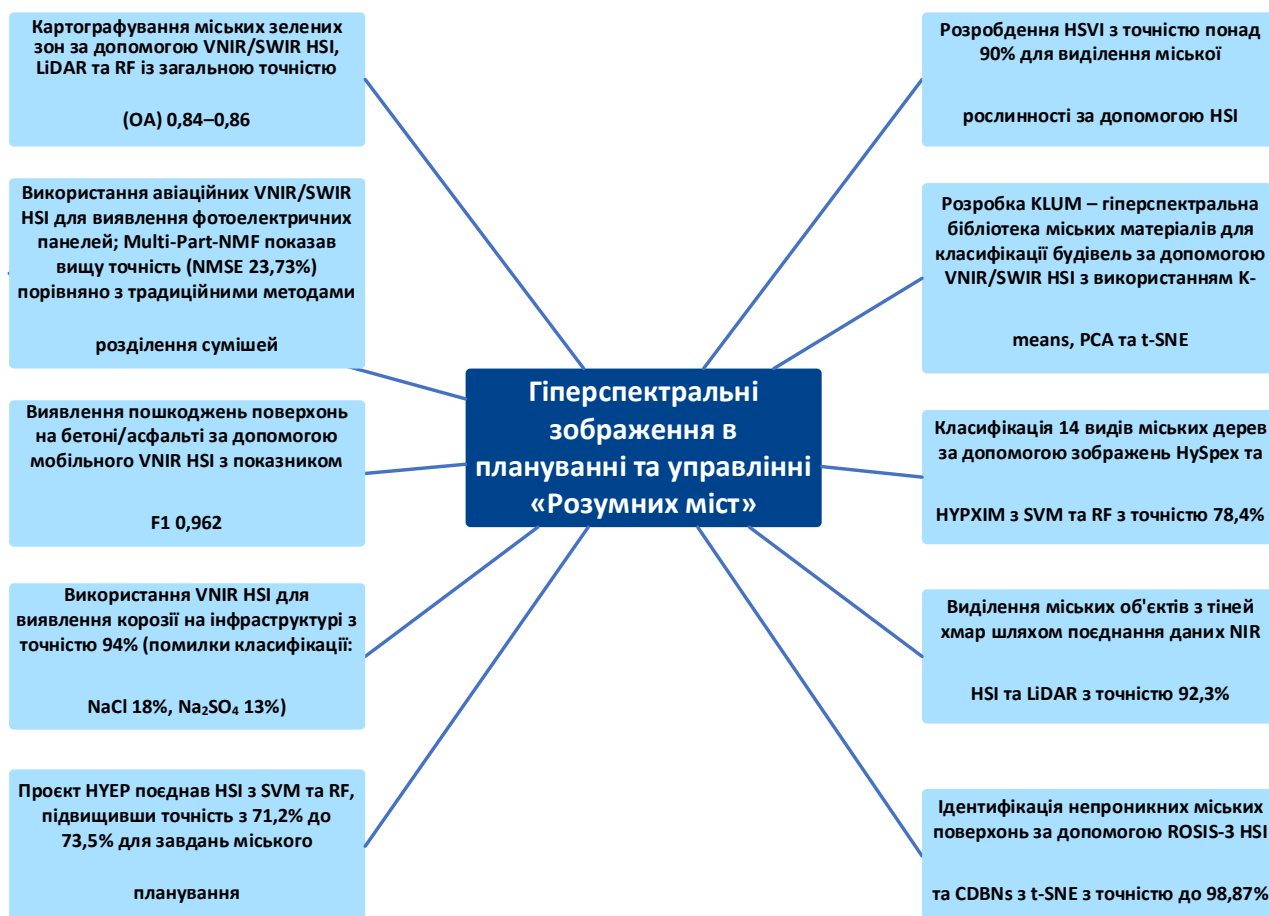 Картографування міських зелених
зон за допомогою VNIR/SWIR HSI,
LiDAR та RF із загальною точністю
(OA) 0,84–0,86
Використання авіаційних VNIR/SWIR
HSI для виявлення фотоелектричних
панелей; Multi-Part-NMF показав
вищу точність (NMSE 23,73%)
порівняно з традиційними методами
розділення сумішей
Виявлення пошкоджень поверхонь
на бетоні/асфальті за допомогою
мобільного VNIR HSI з показником
F1 0,962
Використання VNIR HSI для
виявлення корозії на інфраструктурі з
точністю 94% (помилки класифікації:
NaCl 18%, Na₂SO₄ 13%)
Проєкт HYEP поєднав HSI з SVM та RF,
підвищивши точність з 71,2% до
73,5% для завдань міського
планування
Гіперспектральні
зображення в
плануванні та управлінні
«Розумних міст»
Розробдення HSVI з точністю понад
90% для виділення міської
рослинності за допомогою HSI
Розробка KLUM – гіперспектральна
бібліотека міських матеріалів для
класифікації будівель за допомогою
VNIR/SWIR HSI з використанням K-
means, PCA та t-SNE
Класифікація 14 видів міських дерев
за допомогою зображень HySpex та
HYPXIM з SVM та RF з точністю 78,4%
Виділення міських об'єктів з тіней
хмар шляхом поєднання даних NIR
HSI та LiDAR з точністю 92,3%
Ідентифікація непроникних міських
поверхонь за допомогою ROSIS-3 HSI
та CDBNs з t-SNE з точністю до 98,87%